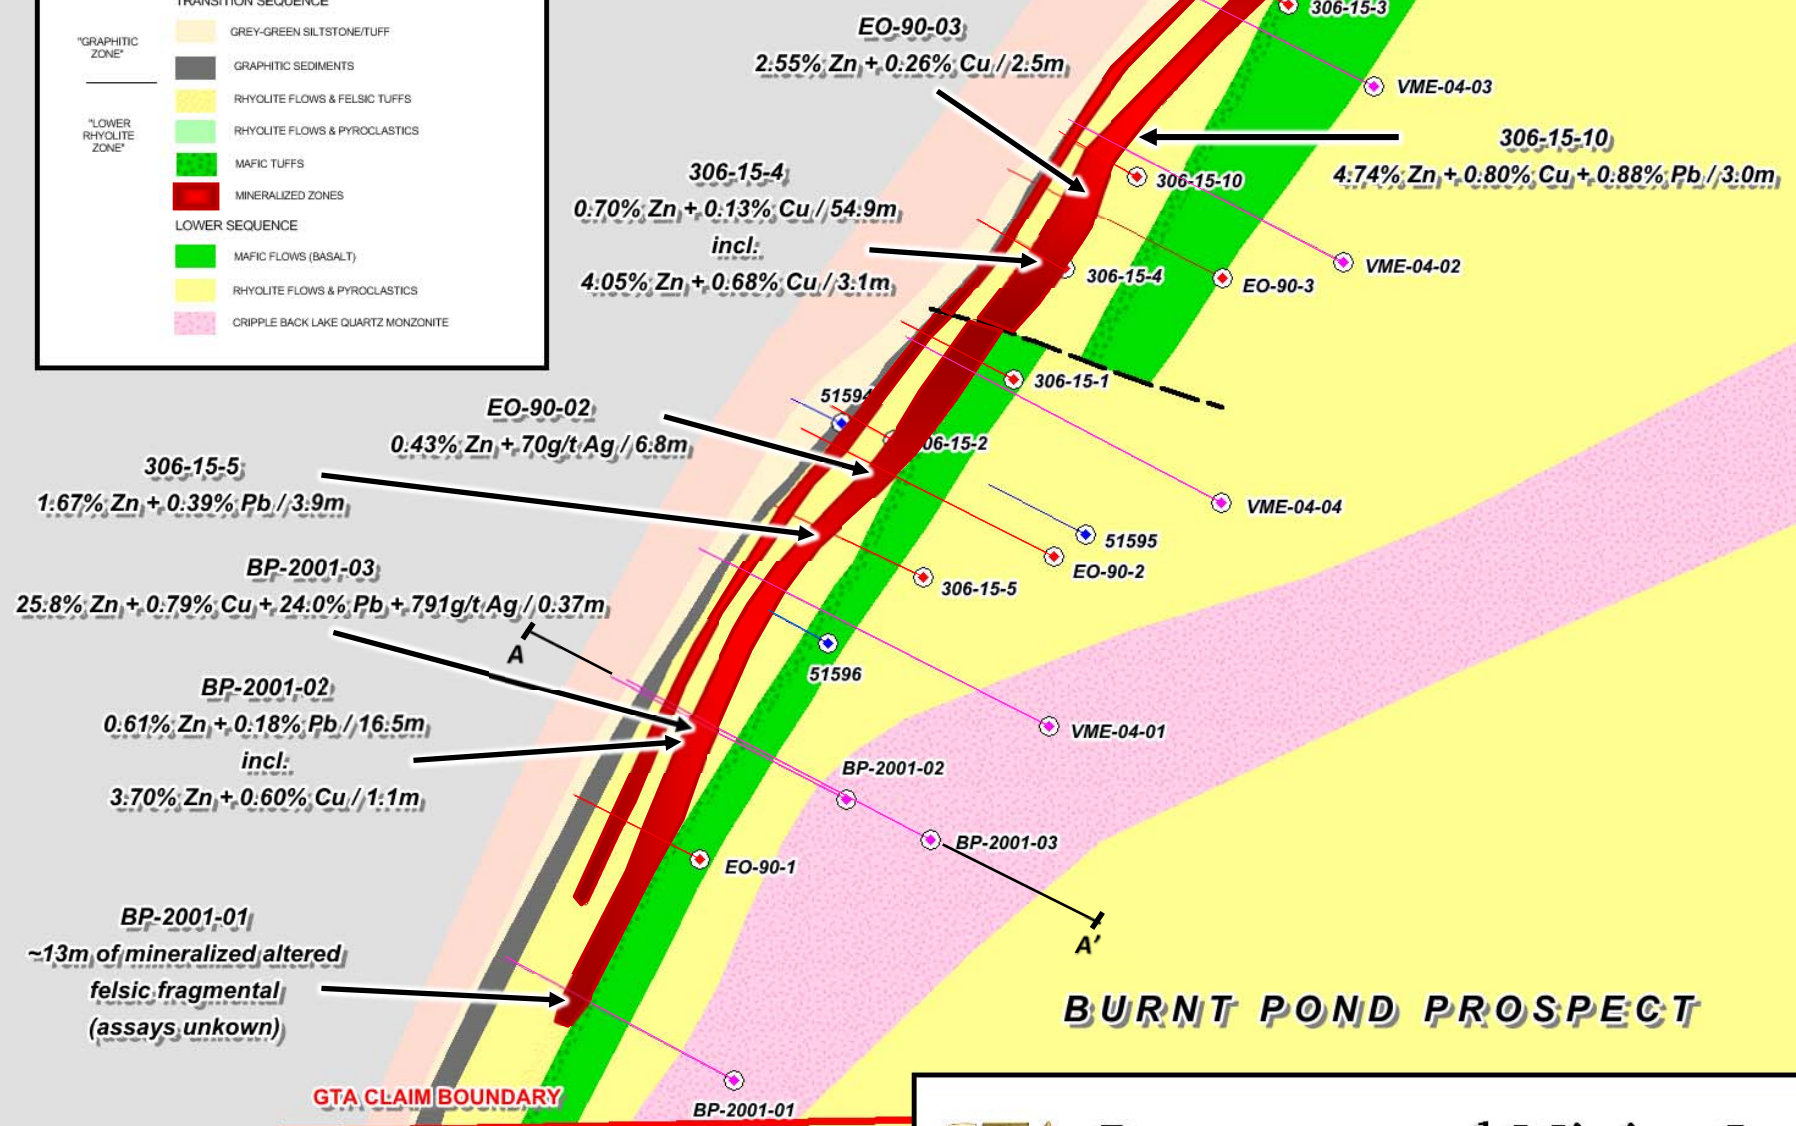 TRANSITION SEQUENCE
"GRAPHITIC
ZONE"
GREY-GREEN SILTSTONE/TUFF
GRAPHITIC SEDIMENTS
RHYOLITE FLOWS & FELSIC TUFFS
"LOWER
RHYOLITE
ZONE"
RHYOLITE FLOWS & PYROCLASTICS
MAFIC TUFFS
MINERALIZED ZONES
LOWER SEQUENCE
MAFIC FLOWS (BASALT)
RHYOLITE FLOWS & PYROCLASTICS
CRIPPLE BACK LAKE QUARTZ MONZONITE
306-15-3
EO-90-03
2.55% Zn + 0.26% Cu / 2.5m
VME-04-03
306-15-10
4.74% Zn + 0.80% Cu + 0.88% Pb / 3.0m
306-15-10
306-15-4
0.70% Zn + 0.13% Cu / 54.9m
incl.
4.05% Zn + 0.68% Cu / 3.1m
VME-04-02
306-15-4
EO-90-3
306-15-1
51594
EO-90-02
0.43% Zn + 70g/t Ag / 6.8m
06-15-2
306-15-5
1.67% Zn + 0.39% Pb / 3.9m
VME-04-04
51595
EO-90-2
306-15-5
BP-2001-03
25.8% Zn + 0.79% Cu + 24.0% Pb + 791g/t Ag / 0.37m
A
51596
BP-2001-02
0.61% Zn + 0.18% Pb / 16.5m
incl.
3.70% Zn + 0.60% Cu / 1.1m
VME-04-01
BP-2001-02
BP-2001-03
EO-90-1
A'
BP-2001-01
~13m of mineralized altered
felsic fragmental
(assays unkown)
BURNT POND PROSPECT
GTA CLAIM BOUNDARY
BP-2001-01